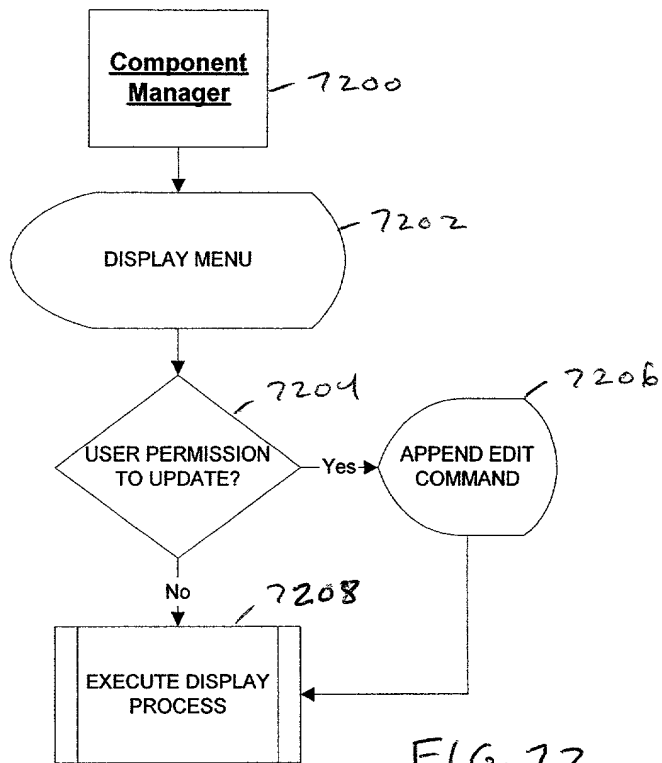 Component
Manager
7200
7202
DISPLAY MENU
7204
7206
USER PERMISSION
TO UPDATE?
Yes
APPEND EDIT
COMMAND
No
7208
EXECUTE DISPLAY
PROCESS
FIG. 72